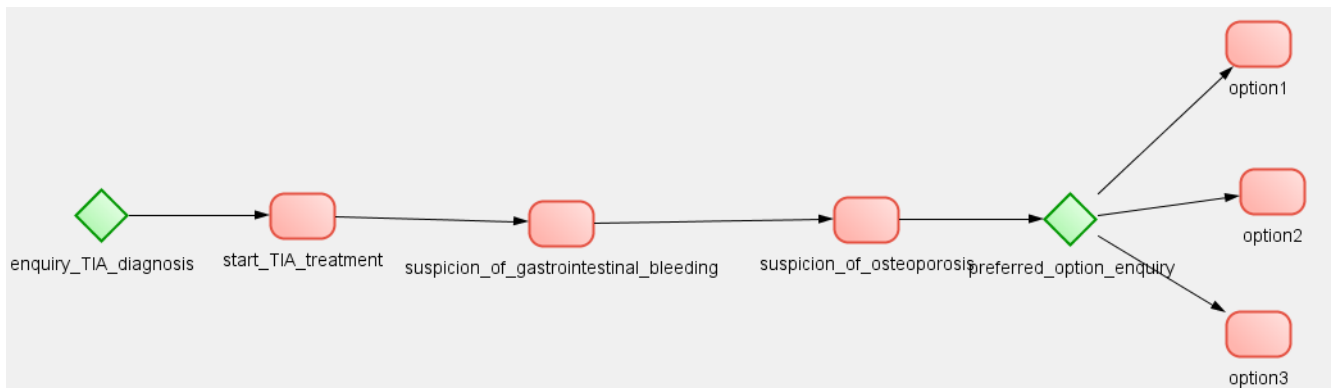 enquiry_TIA_diagnosis
start_TIA_treatment
suspicion_of_gastrointestinal_bleeding
suspicion_of_osteoporosis
preferred_option_enquiry
option1
option2
option3